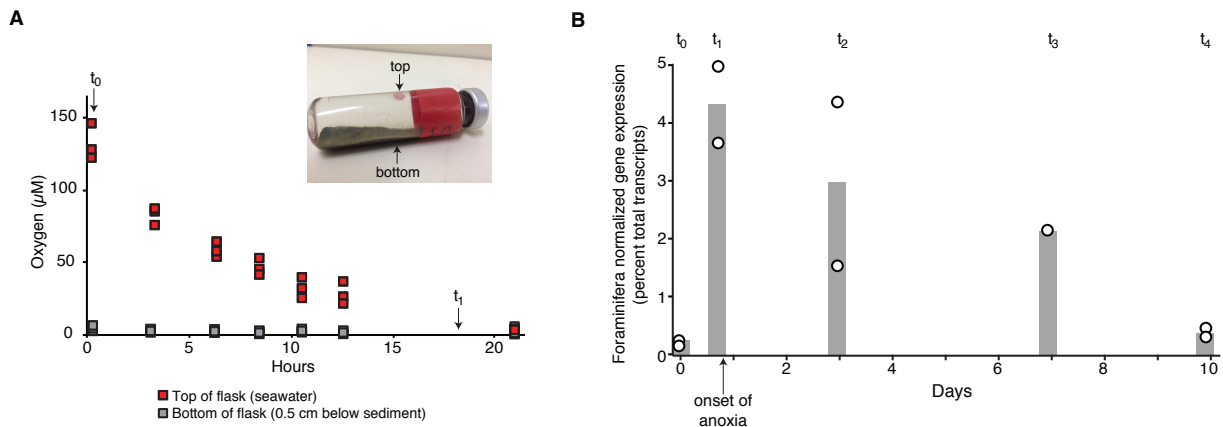 A
t0
150
100
50
0
Oxygen (µM)
0
5
10
15
20
Hours
t1
top
bottom
Top of flask (seawater)
Bottom of flask (0.5 cm below sediment)
B
t0
t1
t2
t3
t4
5
4
3
2
1
0
Foraminifera normalized gene expression
(percent total transcripts)
0
2
4
6
8
10
Days
onset of
anoxia